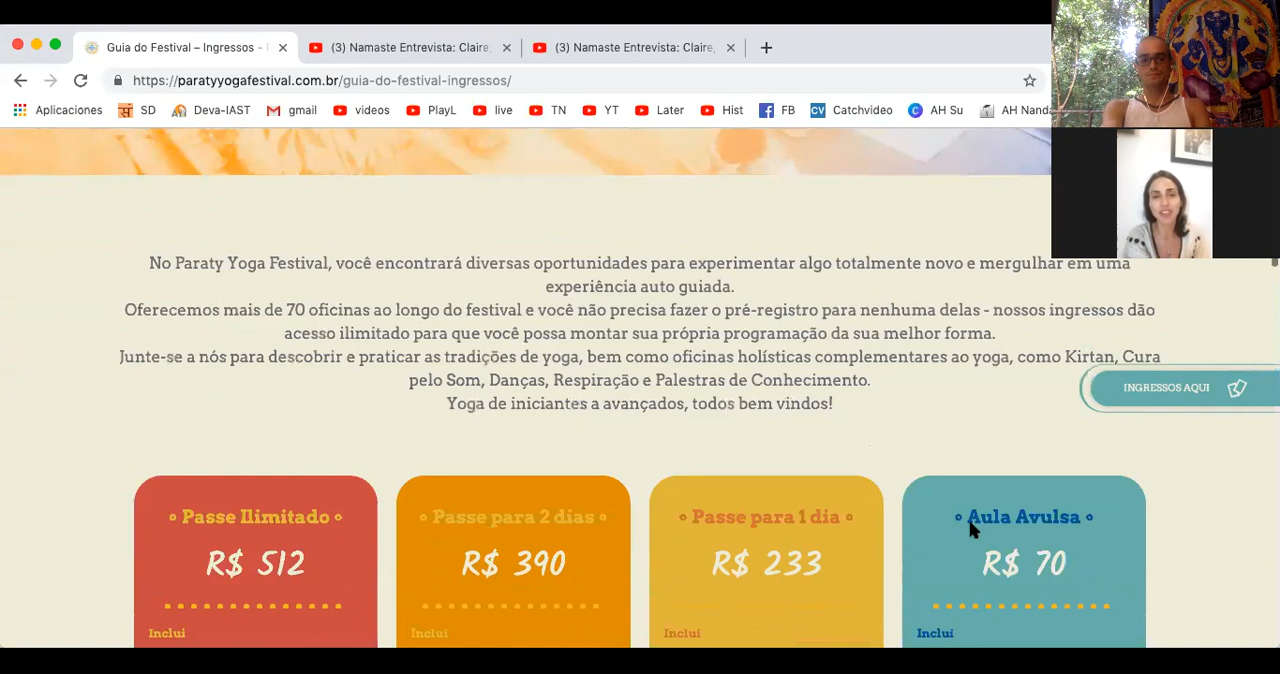 Guia do Festival – Ingressos -
(3) Namaste Entrevista: Claire,
(3) Namaste Entrevista: Claire,
https://paratyyogafestival.com.br/guia-do-festival-ingressos/
Aplicaciones
SD
Deva-IAST
gmail
videos
PlayL
live
TN
YT
Later
Hist
FB
CV
Catchvideo
AH Su
AH Nanda
No Paraty Yoga Festival, você encontrará diversas oportunidades para experimentar algo totalmente novo e mergulhar em uma
experiência auto guiada.
Oferecemos mais de 70 oficinas ao longo do festival e você não precisa fazer o pré-registro para nenhuma delas - nossos ingressos dão
acesso ilimitado para que você possa montar sua própria programação da sua melhor forma.
Junte-se a nós para descobrir e praticar as tradições de yoga, bem como oficinas holísticas complementares ao yoga, como Kirtan, Cura
pelo Som, Danças, Respiração e Palestras de Conhecimento.
Yoga de iniciantes a avançados, todos bem vindos!
INGRESSOS AQUI
Passe Ilimitado
R$ 512
Inclui
Passe para 2 dias
R$ 390
Inclui
Passe para 1 dia
R$ 233
Inclui
Aula Avulsa
R$ 70
Inclui